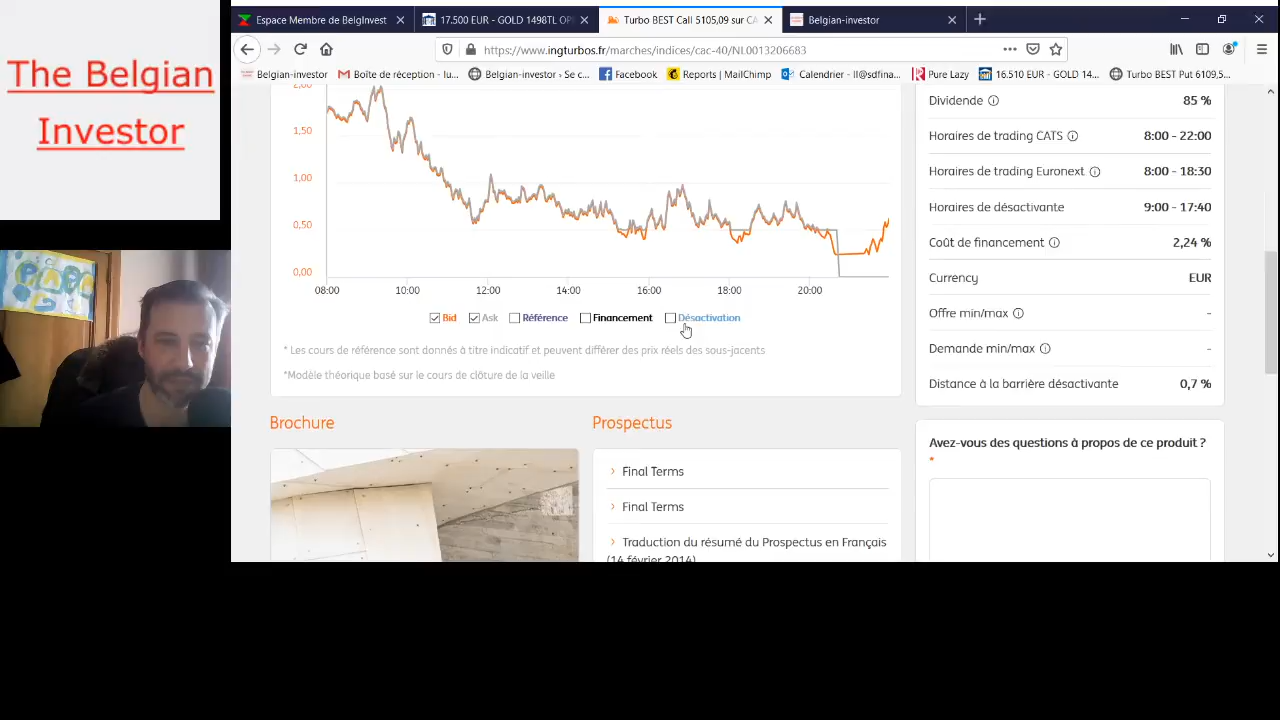 The Belgian
Investor
Espace Membre de BelgInvest
17.500 EUR - GOLD 1498TL OP
Turbo BEST Call 5105,09 sur CA
Belgian-investor
https://www.ingturbos.fr/marches/indices/cac-40/NL0013206683
Belgian-investor
Boîte de réception - lu...
Belgian-investor › Se c...
Facebook
Reports | MailChimp
Calendrier - ll@sdfina...
Pure Lazy
16.510 EUR - GOLD 14...
Turbo BEST Put 6109,5...
2,00
1,50
1,00
0,50
0,00
08:00 10:00 12:00 14:00 16:00 18:00 20:00
Bid Ask Référence Financement Désactivation
* Les cours de référence sont donnés à titre indicatif et peuvent différer des prix réels des sous-jacents
*Modèle théorique basé sur le cours de clôture de la veille
Dividende 85 %
Horaires de trading CATS 8:00 - 22:00
Horaires de trading Euronext 8:00 - 18:30
Horaires de désactivante 9:00 - 17:40
Coût de financement 2,24 %
Currency EUR
Offre min/max -
Demande min/max -
Distance à la barrière désactivante 0,7 %
Brochure
Prospectus
Final Terms
Final Terms
Traduction du résumé du Prospectus en Français
(14 février 2014)
Avez-vous des questions à propos de ce produit ?
*